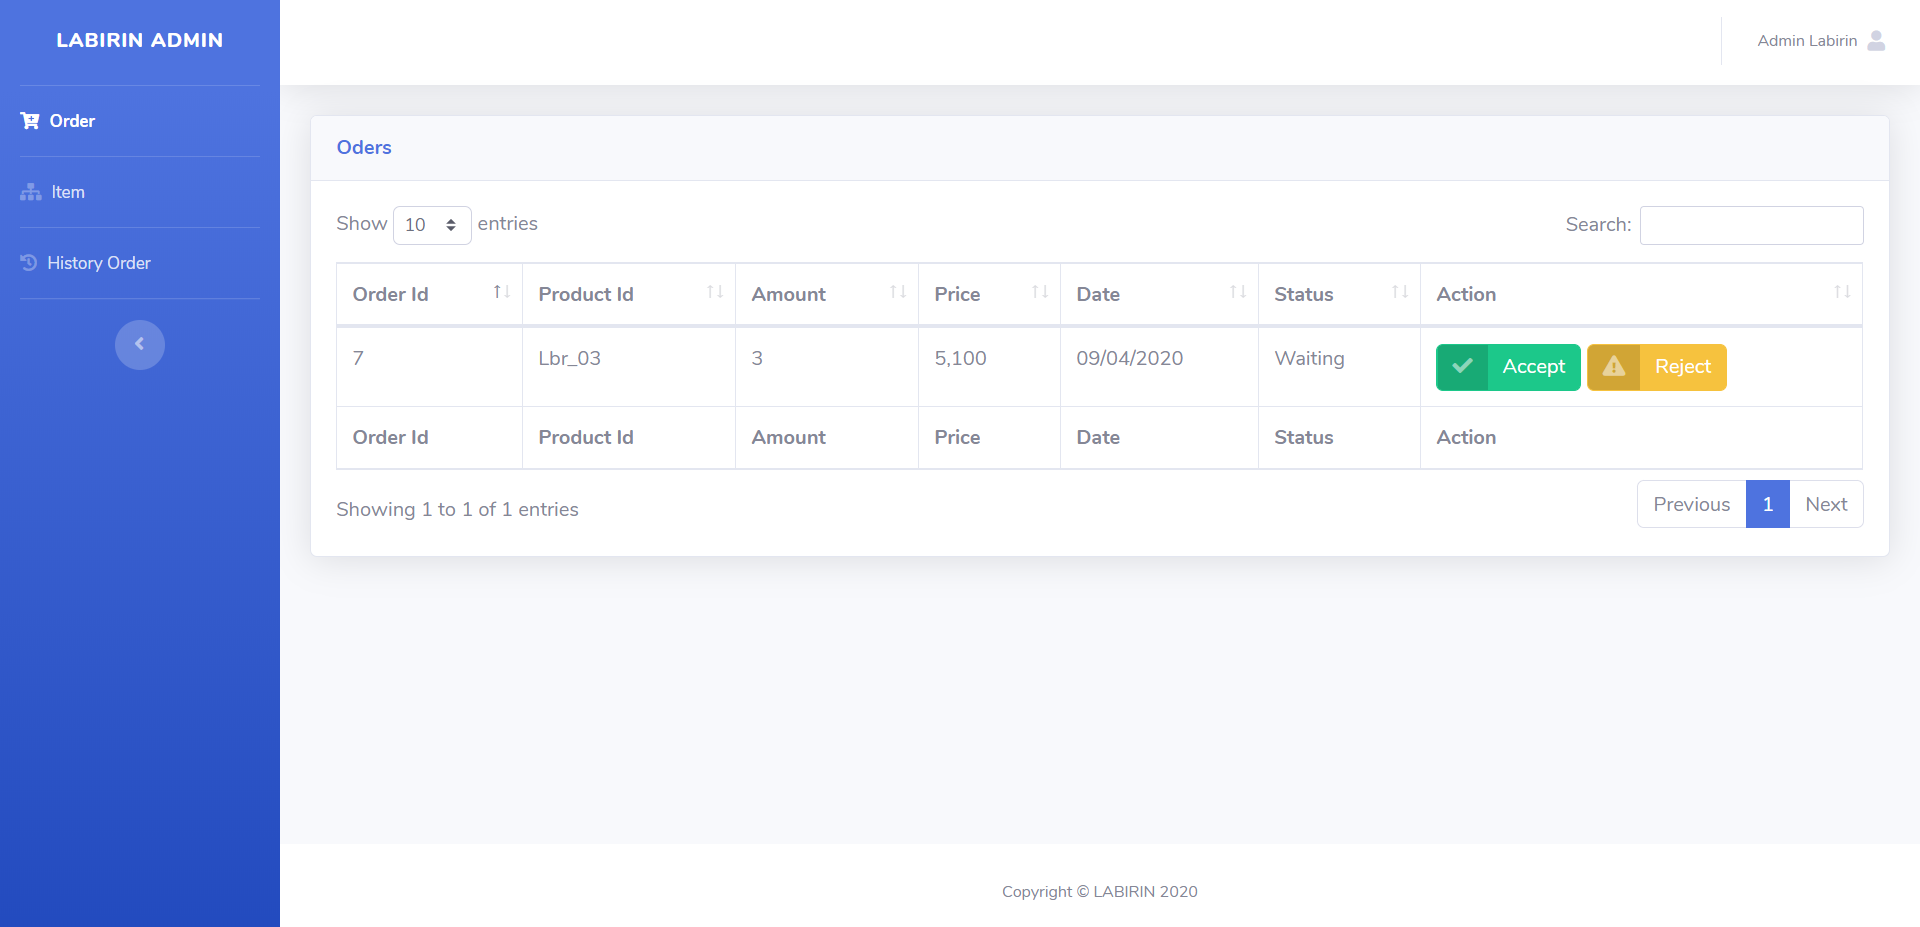 LABIRIN ADMIN
Admin Labirin
Order
Item
History Order
Oders
Show 10 entries
Search:
Order Id Product Id Amount Price Date Status Action
7 Lbr_03 3 5,100 09/04/2020 Waiting Accept Reject
Order Id Product Id Amount Price Date Status Action
Showing 1 to 1 of 1 entries
Previous 1 Next
Copyright © LABIRIN 2020